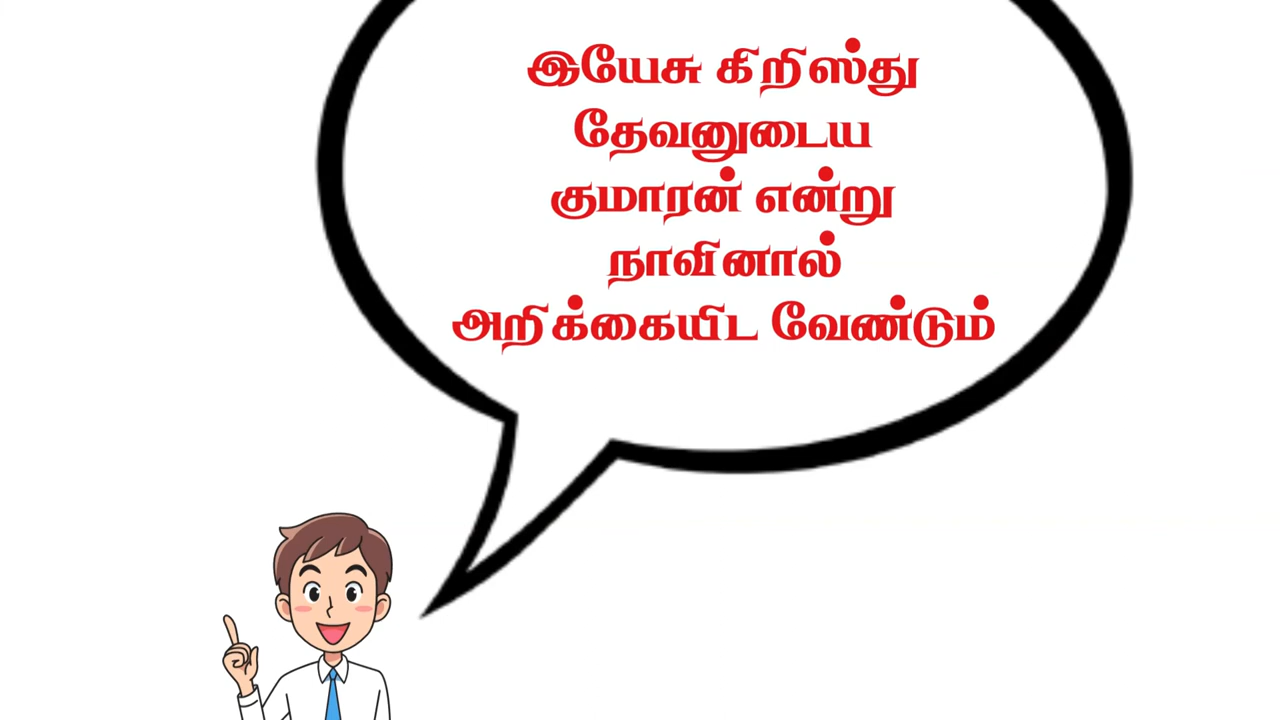 இயேசு கிறிஸ்து
தேவனுடைய
குமாரன் என்று
நாவினால்
அறிக்கையிட வேண்டும்